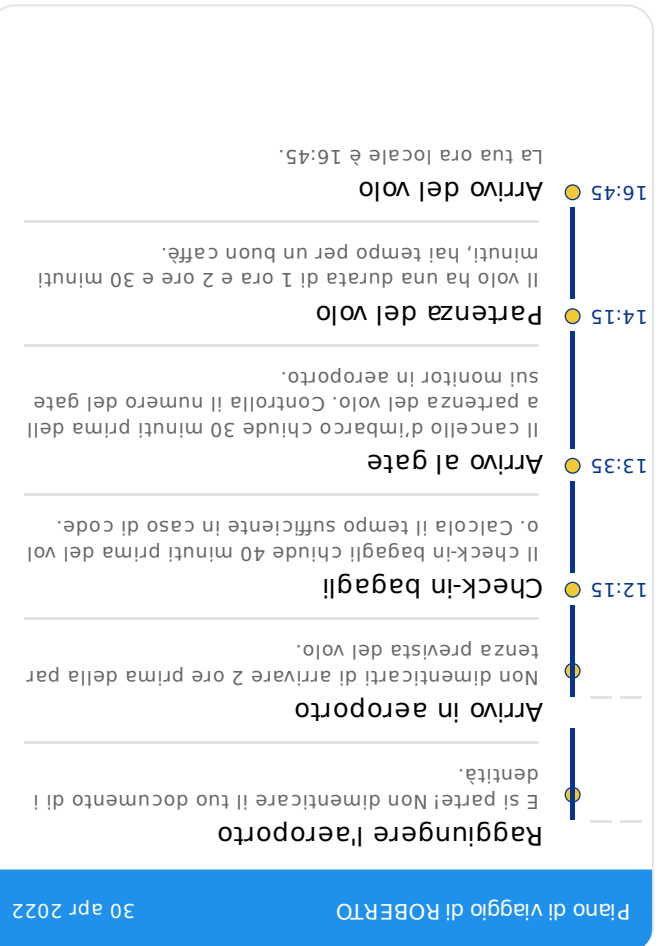 Piano di viaggio di ROBERTO 30 apr 2022
Raggiungere l'aeroporto
E si parte! Non dimenticare il tuo documento di i
dentità.
Arrivo in aeroporto
Non dimenticarti di arrivare 2 ore prima della par
tenza prevista del volo.
12:15 Check-in bagagli
Il check-in bagagli chiude 40 minuti prima del vol
o. Calcola il tempo sufficiente in caso di code.
13:35 Arrivo al gate
Il cancello d'imbarco chiude 30 minuti prima dell
a partenza del volo. Controlla il numero del gate
sui monitor in aeroporto.
14:15 Partenza del volo
Il volo ha una durata di 1 ora e 2 ore e 30 minuti
minuti, hai tempo per un buon caffè.
16:45 Arrivo del volo
La tua ora locale è 16:45.